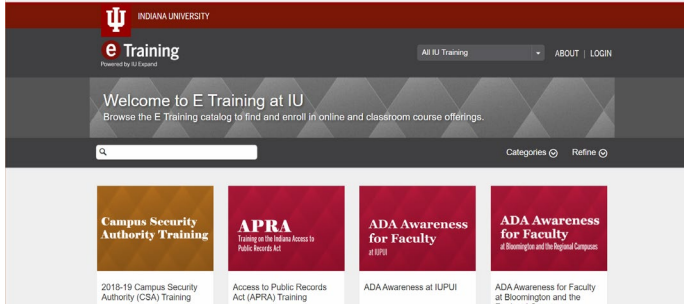 INDIANA UNIVERSITY
e Training
Powered by IU Expand
All IU Training
ABOUT | LOGIN
Welcome to E Training at IU
Browse the E Training catalog to find and enroll in online and classroom course offerings.
Categories
Refine
Campus Security
Authority Training
APRA
Training on the Indiana Access to
Public Records Act
ADA Awareness
for Faculty
at IUPUI
ADA Awareness
for Faculty
at Bloomington and the Regional Campuses
2018-19 Campus Security
Authority (CSA) Training
Access to Public Records
Act (APRA) Training
ADA Awareness at IUPUI
ADA Awareness for Faculty
at Bloomington and the